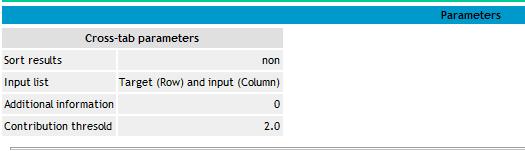 Parameters
Cross-tab parameters
Sort results non
Input list Target (Row) and input (Column)
Additional information 0
Contribution thresold 2.0